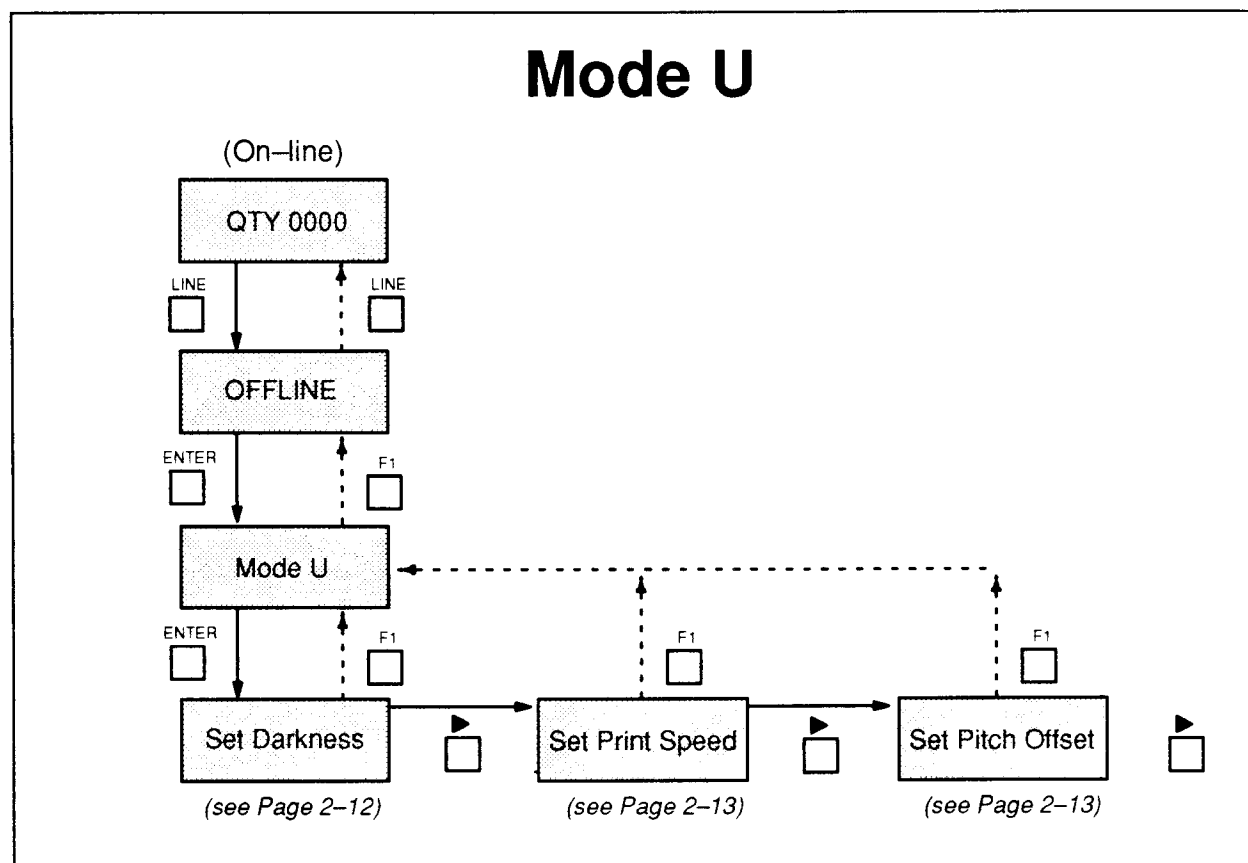 Mode U
(On–line)
QTY 0000
LINE LINE
OFFLINE
ENTER F1
Mode U
ENTER F1 F1 F1
Set Darkness Set Print Speed Set Pitch Offset
(see Page 2–12) (see Page 2–13) (see Page 2–13)